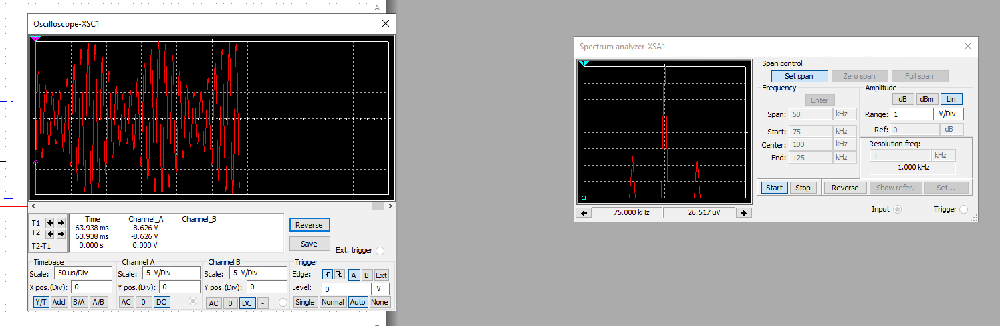 A
Oscilloscope-XSC1
T1
T2
T2-T1
Time Channel_A Channel_B
63.938 ms -8.626 V
63.938 ms -8.626 V
0.000 s 0.000 V
Reverse
Save
Ext. trigger
Timebase
Scale: 50 us/Div
X pos.(Div): 0
Y/T Add B/A A/B
Channel A
Scale: 5 V/Div
Y pos.(Div): 0
AC 0 DC
Channel B
Scale: 5 V/Div
Y pos.(Div): 0
AC 0 DC -
Trigger
Edge: A B Ext
Level: 0 V
Single Normal Auto None
Spectrum analyzer-XSA1
1
75.000 kHz 26.517 uV
Span control
Set span Zero span Full span
Frequency
Enter
Span: 50 kHz
Start: 75 kHz
Center: 100 kHz
End: 125 kHz
Amplitude
dB dBm Lin
Range: 1 V/Div
Ref: 0 dB
Resolution freq:
1 kHz
1.000 kHz
Start Stop Reverse Show refer. Set...
Input Trigger